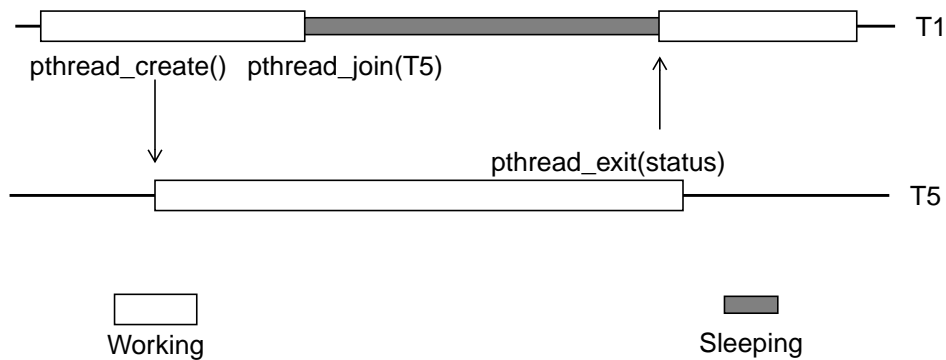 T1
pthread_create() pthread_join(T5)
pthread_exit(status)
T5
Working
Sleeping